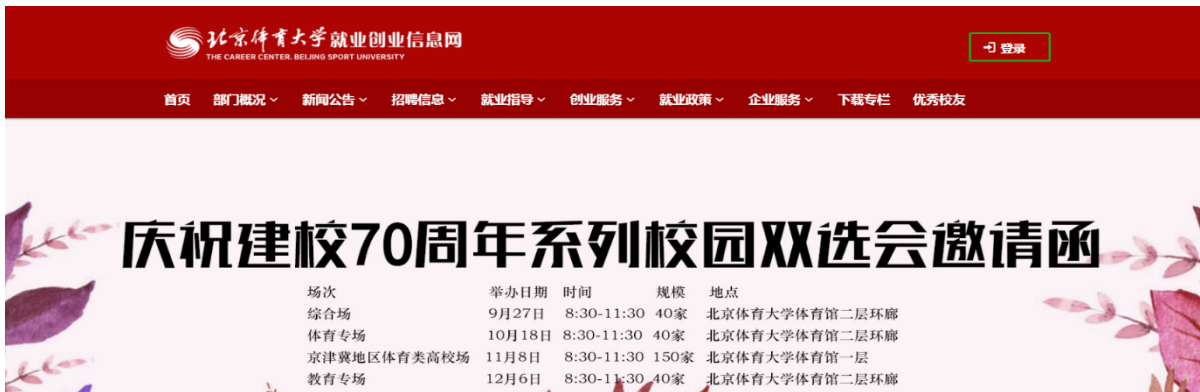 北京体育大学就业创业信息网
THE CAREER CENTER. BEIJING SPORT UNIVERSITY
登录
首页 部门概况 新闻公告 招聘信息 就业指导 创业服务 就业政策 企业服务 下载专栏 优秀校友
庆祝建校70周年系列校园双选会邀请函
场次 举办日期 时间 规模 地点
综合场 9月27日 8:30-11:30 40家 北京体育大学体育馆二层环廊
体育专场 10月18日 8:30-11:30 40家 北京体育大学体育馆二层环廊
京津冀地区体育类高校场 11月8日 8:30-11:30 150家 北京体育大学体育馆一层
教育专场 12月6日 8:30-11:30 40家 北京体育大学体育馆二层环廊